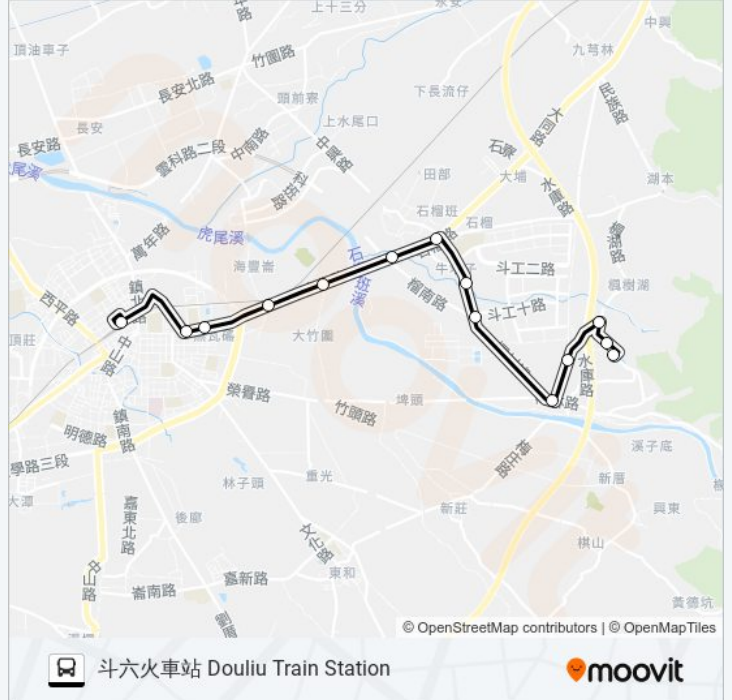 上十三分
頂油車子
竹圍路
中興
九芎林
長安北路
頭前寮
下長流仔
民族路
大同路
長安
上水尾口
長安路
雲科路二段
中南路
石寮
田部
大埔
水庫路
湖本
石榴班
石榴
萬年路
虎尾溪
海豐崙
斗工二路
楓樹湖
鎮北路
西平路
榴南路
斗工十路
大竹圍
頂莊
中山路
水庫路
榮譽路
竹頭路
埤頭
鎮南路
明德路
學路三段
溪子底
重光
林子頭
新厝
大潭
嘉東北路
後廍
新莊
興東
文化路
棋山
中山路
嘉新路
東和
崙南路
黃德坑
© OpenStreetMap contributors | © OpenMapTiles
斗六火車站 Douliu Train Station
moovit